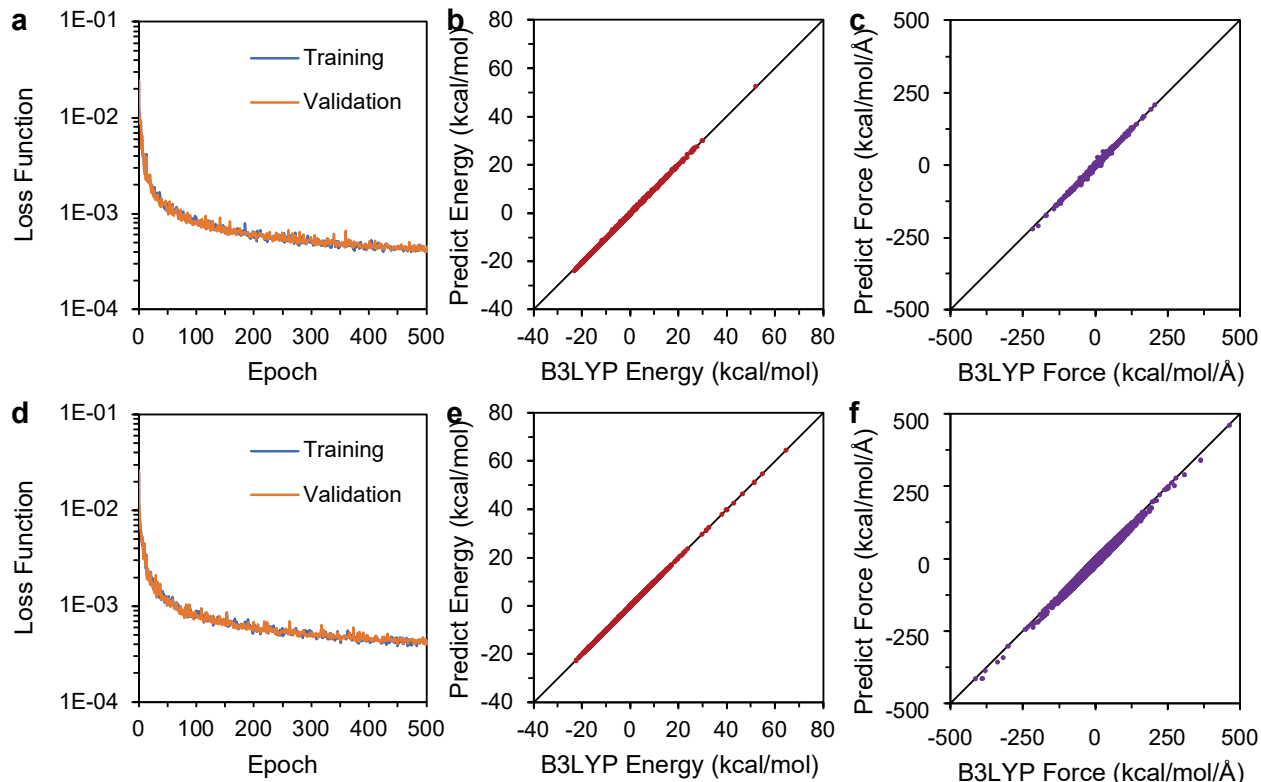 a
1E-01
1E-02
1E-03
1E-04
Loss Function
Training
Validation
0 100 200 300 400 500
Epoch
b
80
60
40
20
0
-20
-40
Predict Energy (kcal/mol)
-40 -20 0 20 40 60 80
B3LYP Energy (kcal/mol)
c
500
250
0
-250
-500
Predict Force (kcal/mol/Å)
-500 -250 0 250 500
B3LYP Force (kcal/mol/Å)
d
1E-01
1E-02
1E-03
1E-04
Loss Function
Training
Validation
0 100 200 300 400 500
Epoch
e
80
60
40
20
0
-20
-40
Predict Energy (kcal/mol)
-40 -20 0 20 40 60 80
B3LYP Energy (kcal/mol)
f
500
250
0
-250
-500
Predict Force (kcal/mol/Å)
-500 -250 0 250 500
B3LYP Force (kcal/mol/Å)